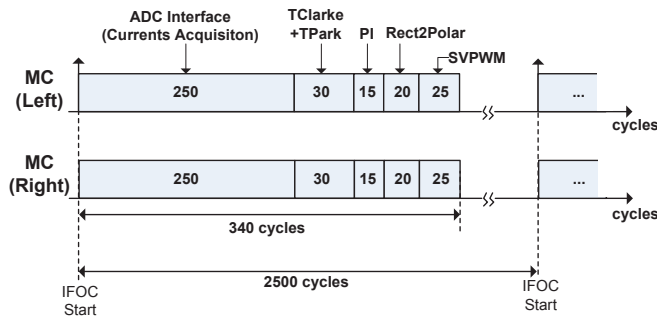 ADC Interface
(Currents Acquisiton)
TClarke
+TPark
PI
Rect2Polar
SVPWM
MC
(Left)
250
30
15
20
25
...
cycles
MC
(Right)
250
30
15
20
25
...
cycles
340 cycles
2500 cycles
IFOC
Start
IFOC
Start